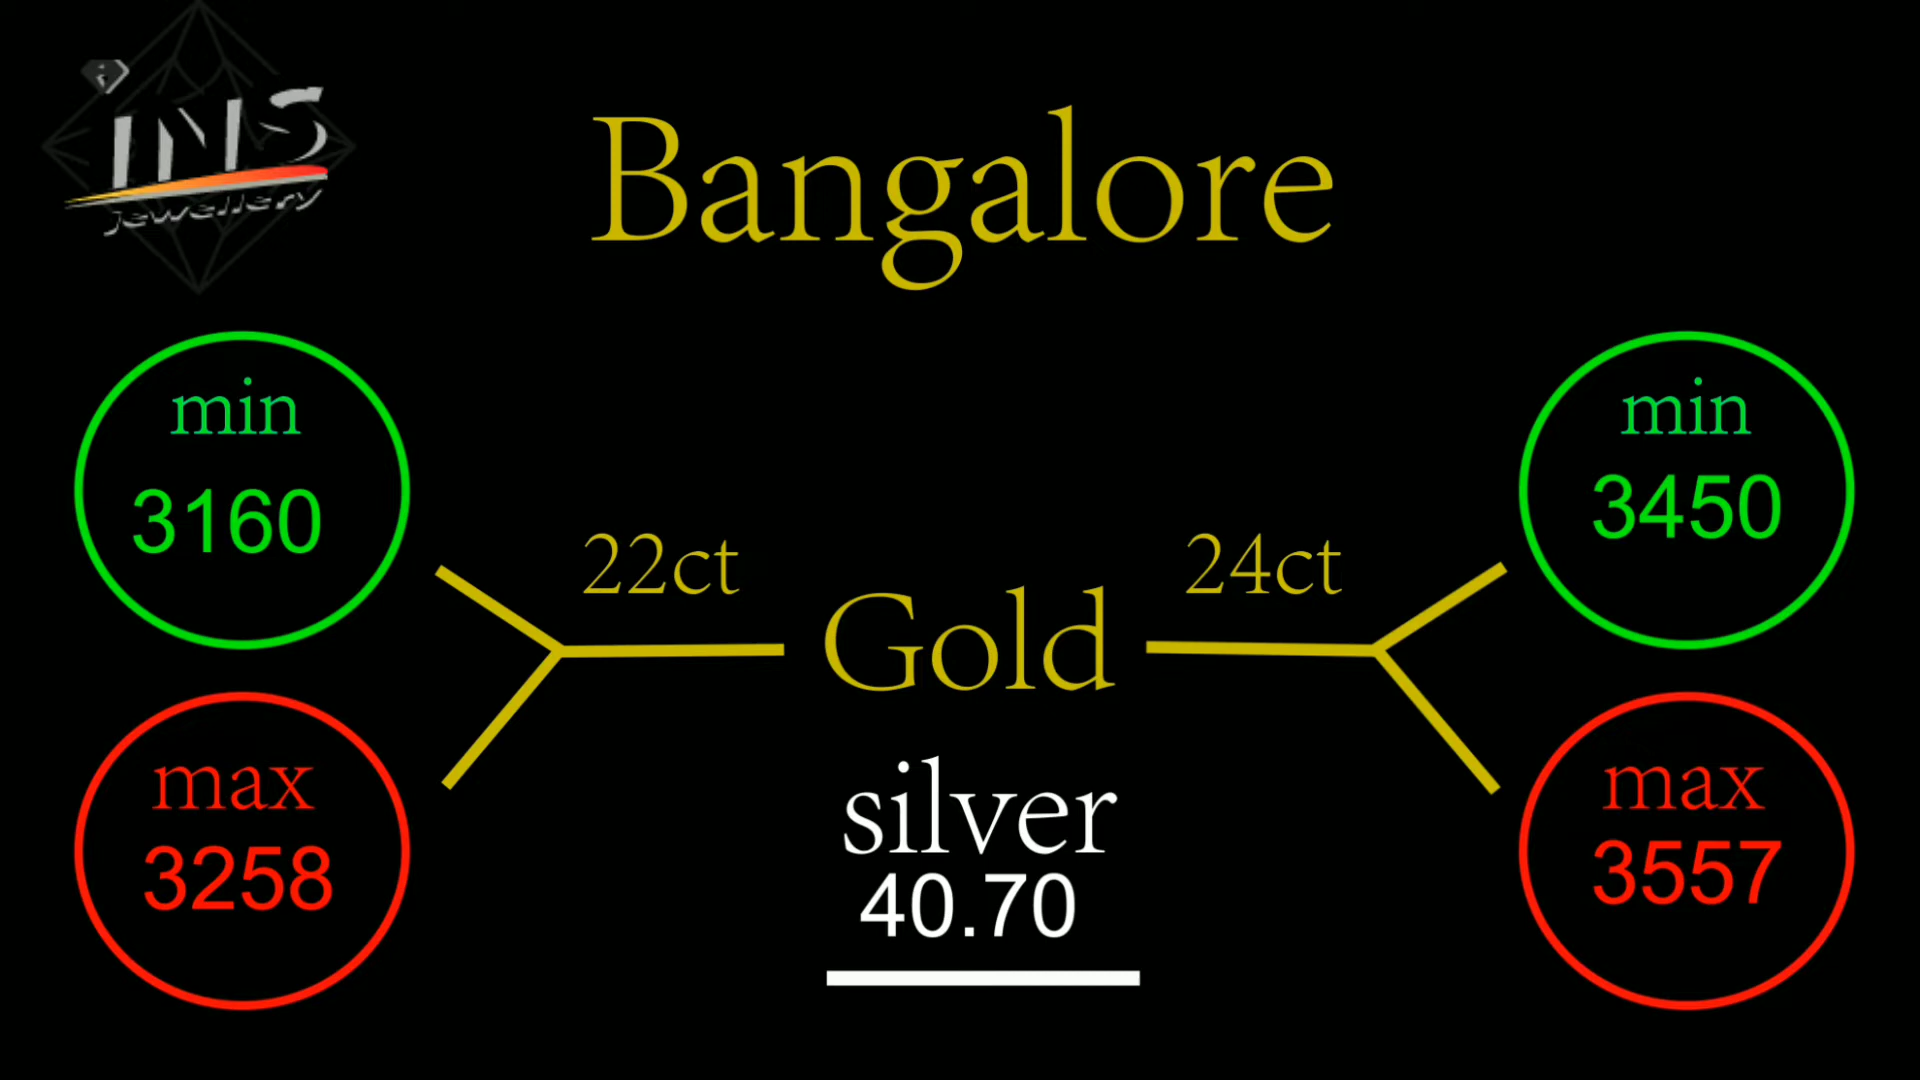 iNS
jewellery
Bangalore
min
3160
max
3258
22ct
Gold
24ct
silver
40.70
min
3450
max
3557